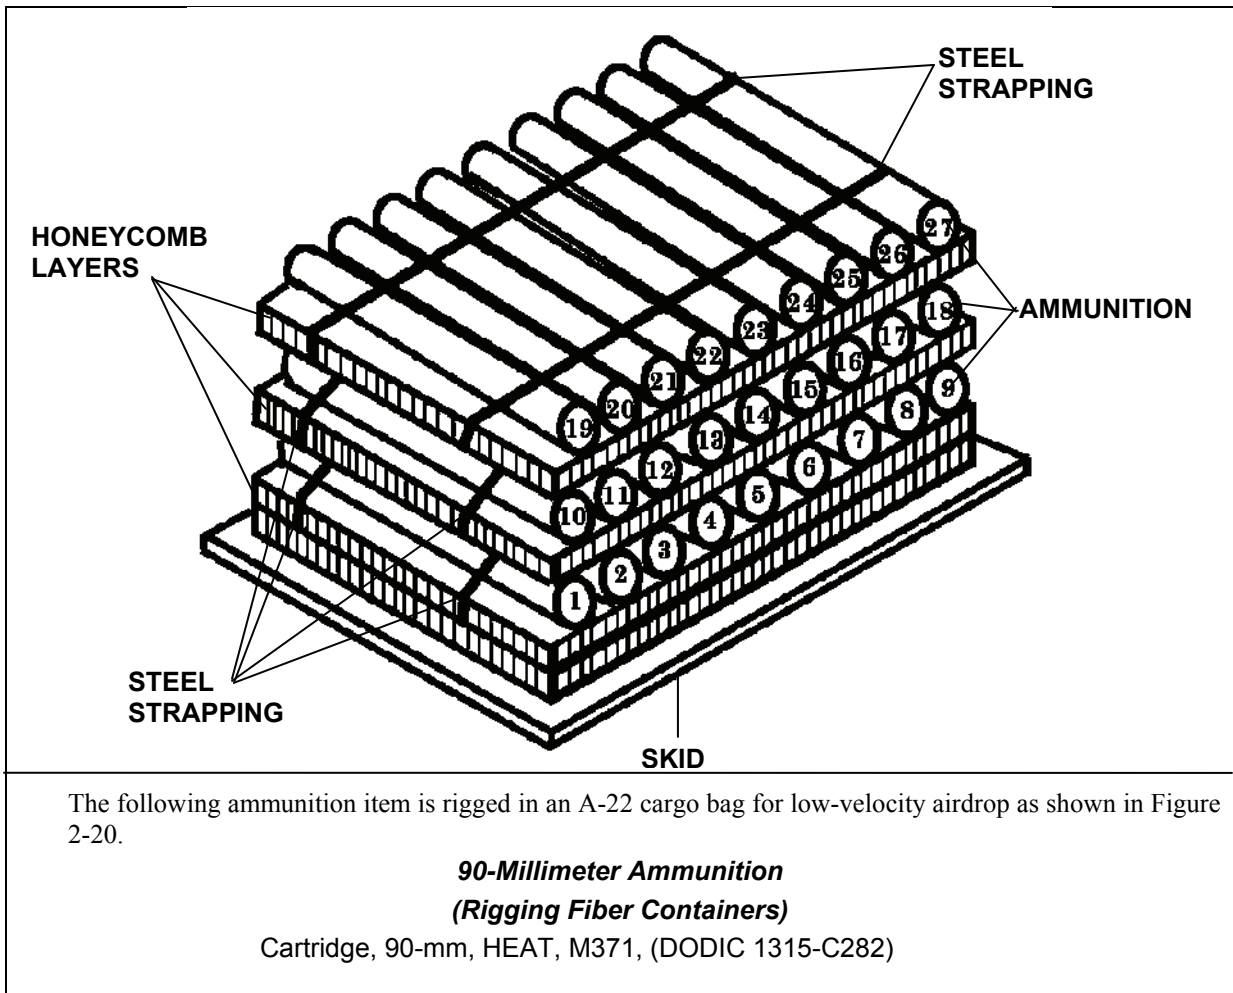 STEEL
STRAPPING
HONEYCOMB
LAYERS
27
26
25
24
23
22
21
20
19
AMMUNITION
18
17
16
15
14
13
12
11
10
9
8
7
6
5
4
3
2
1
STEEL
STRAPPING
SKID
The following ammunition item is rigged in an A-22 cargo bag for low-velocity airdrop as shown in Figure
2-20.
90-Millimeter Ammunition
(Rigging Fiber Containers)
Cartridge, 90-mm, HEAT, M371, (DODIC 1315-C282)